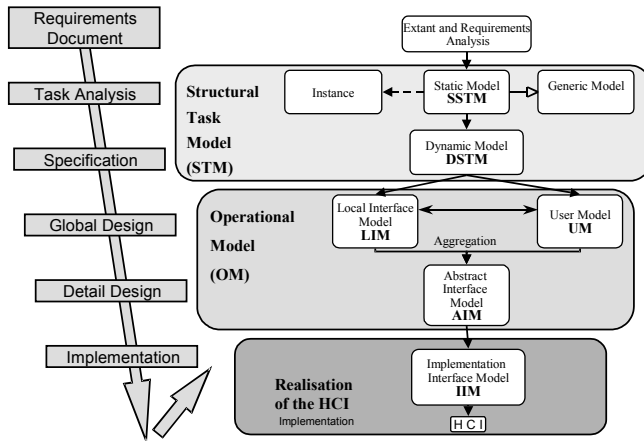 Requirements
Document
Task Analysis
Specification
Global Design
Detail Design
Implementation
Extant and Requirements
Analysis
Structural
Task
Model
(STM)
Instance
Static Model
SSTM
Generic Model
Dynamic Model
DSTM
Operational
Model
(OM)
Local Interface
Model
LIM
User Model
UM
Aggregation
Abstract
Interface
Model
AIM
Realisation
of the HCI
Implementation
Implementation
Interface Model
IIM
H C I